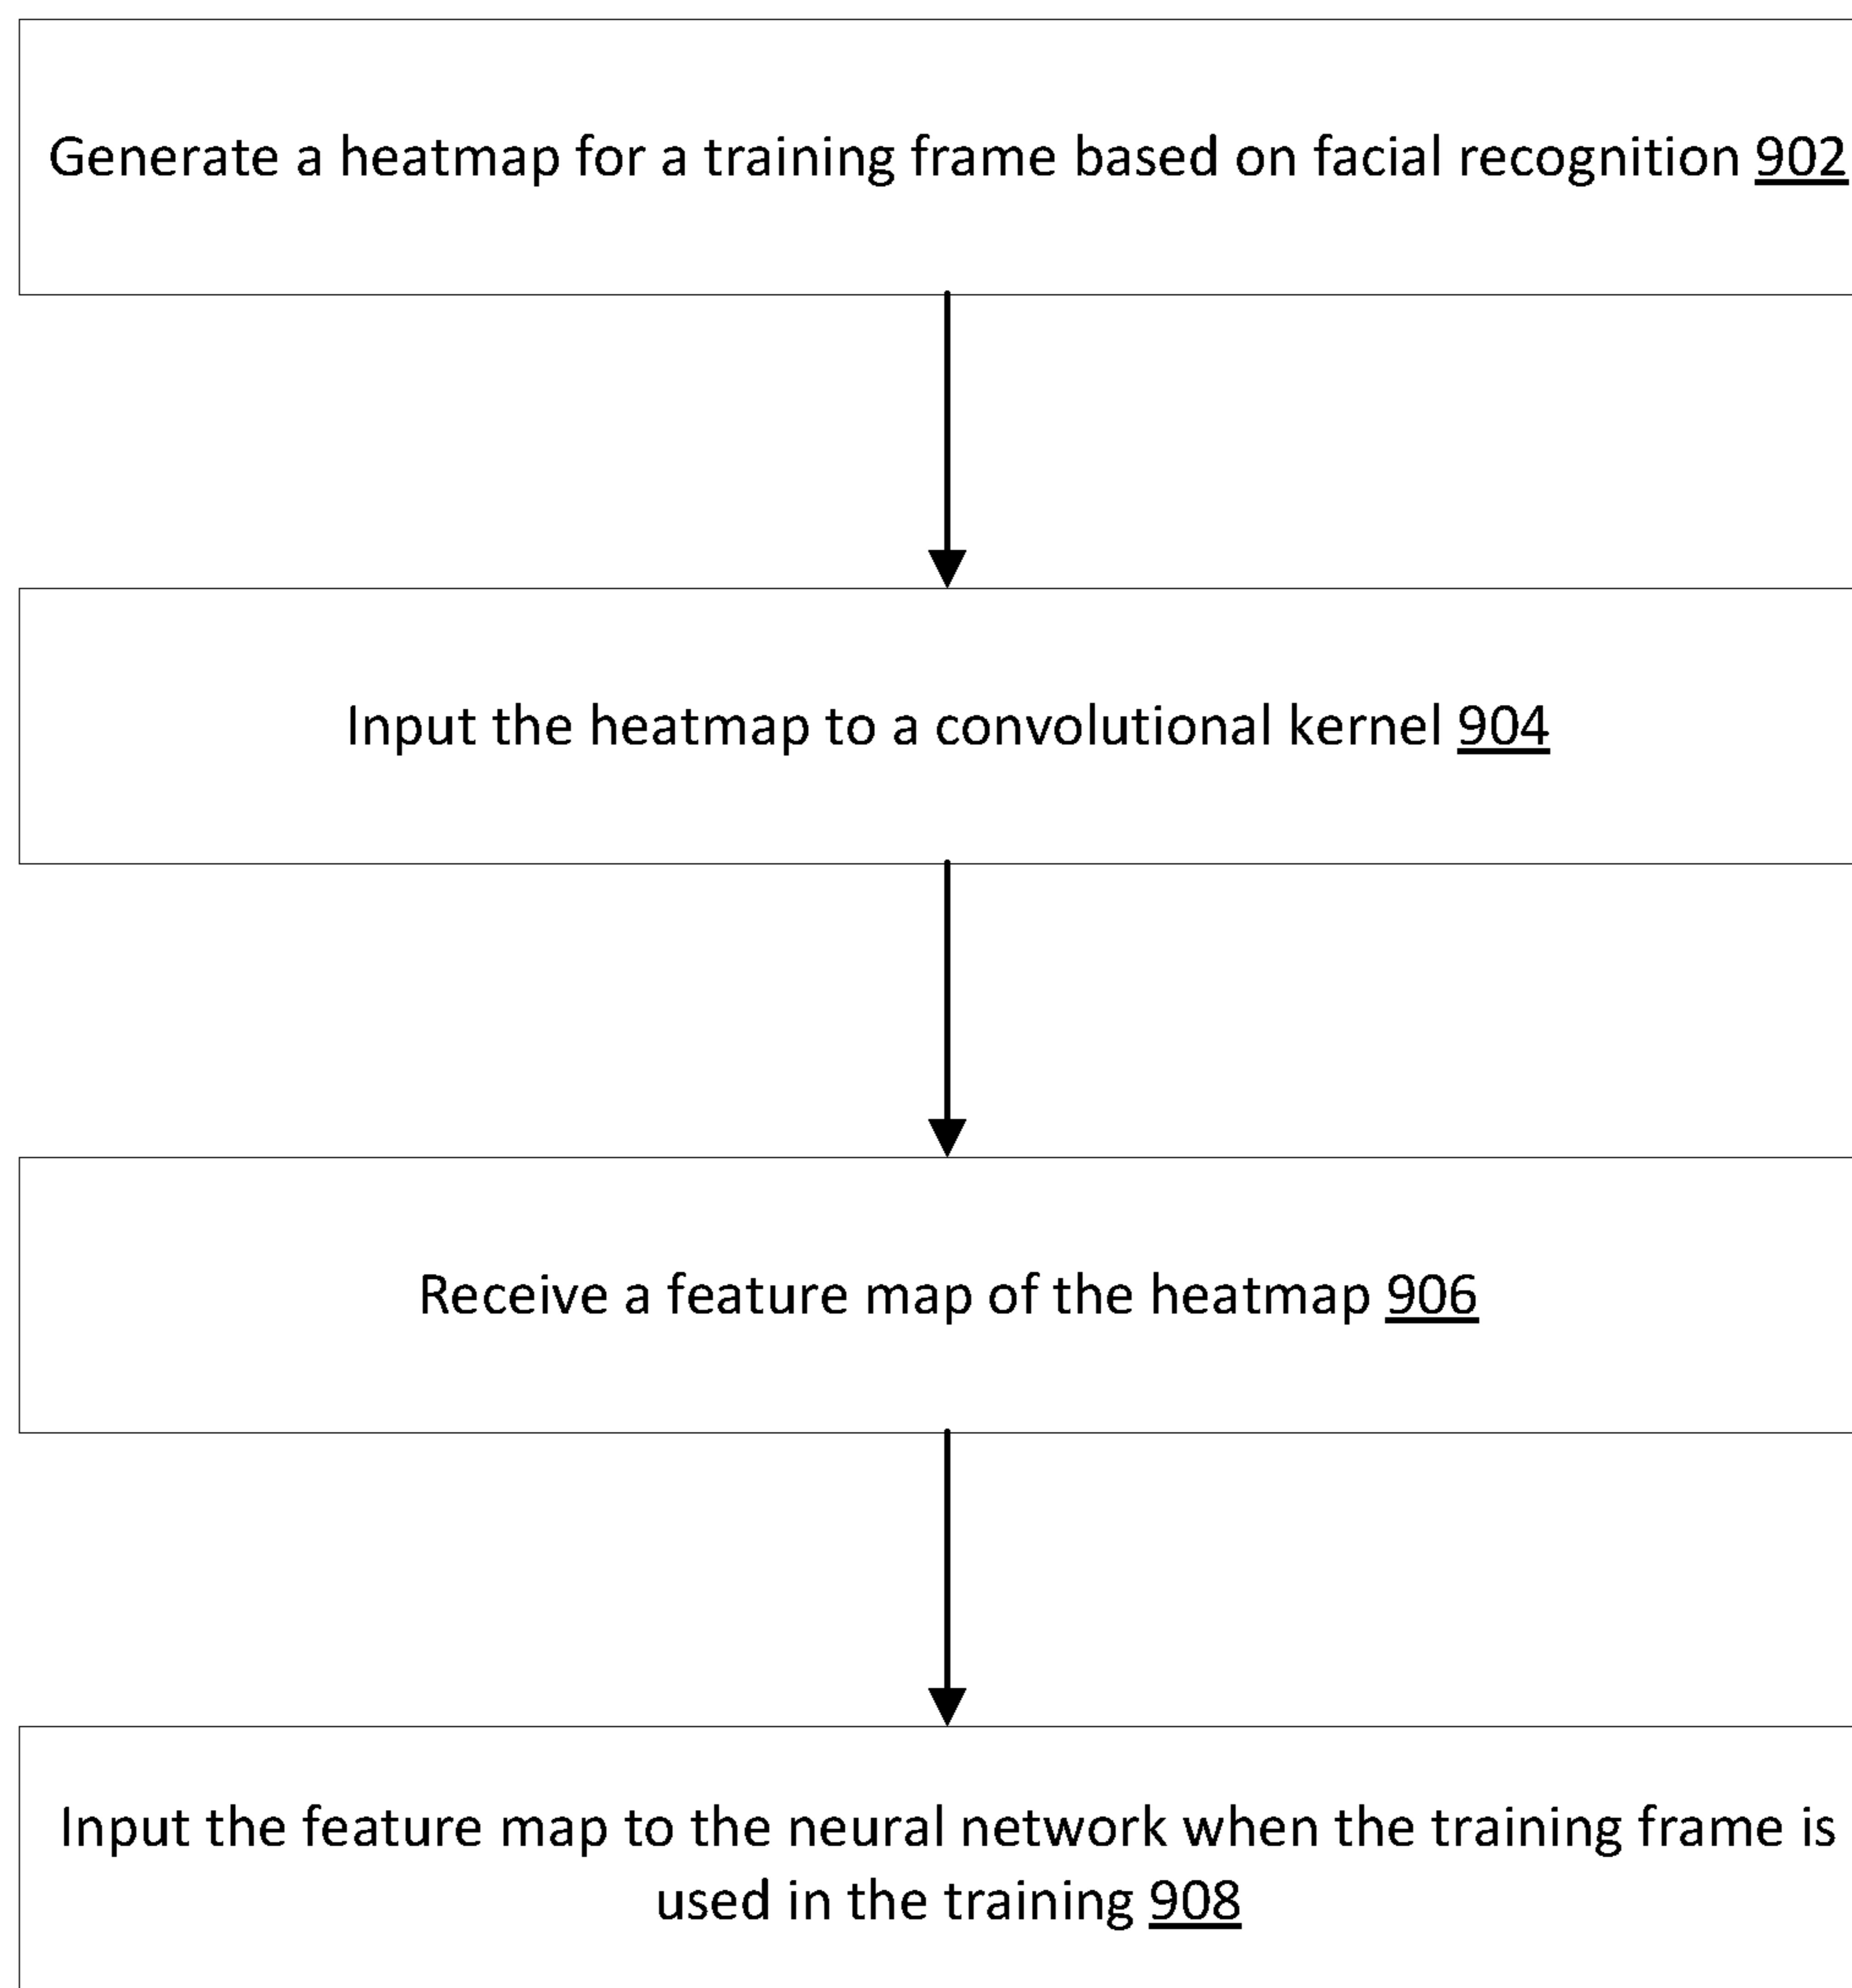 Generate a heatmap for a training frame based on facial recognition 902
Input the heatmap to a convolutional kernel 904
Receive a feature map of the heatmap 906
Input the feature map to the neural network when the training frame is
used in the training 908